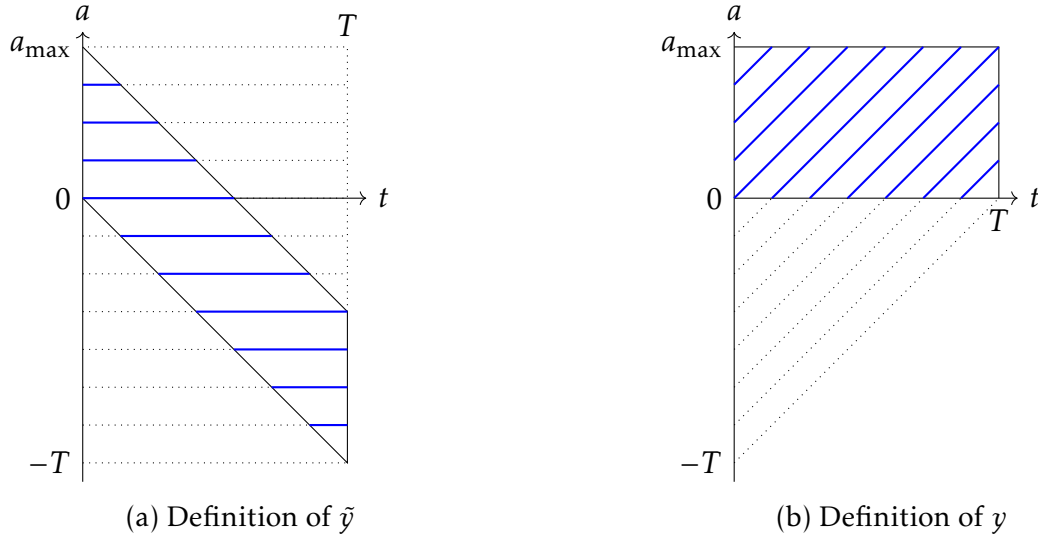 a
T
a_max
0
t
−T
(a) Definition of ỹ
a
a_max
0
T
t
−T
(b) Definition of y